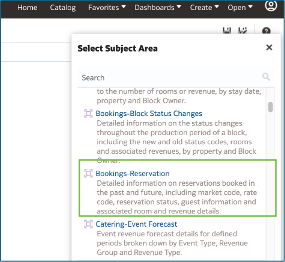 Home Catalog Favorites Dashboards Create Open
Select Subject Area
Search
to the number of rooms or revenue, by stay date,
property and Block Owner.
Bookings-Block Status Changes
Detailed information on the status changes
throughout the production period of a block,
including the new and old status codes, rooms
and associated revenues, by property and Block
Owner.
Bookings-Reservation
Detailed information on reservations booked in
the past and future, including market code, rate
code, reservation status, guest information and
associated room and revenue details.
Catering-Event Forecast
Event revenue forecast details for defined
periods broken down by Event Type, Revenue
Group and Revenue Type.